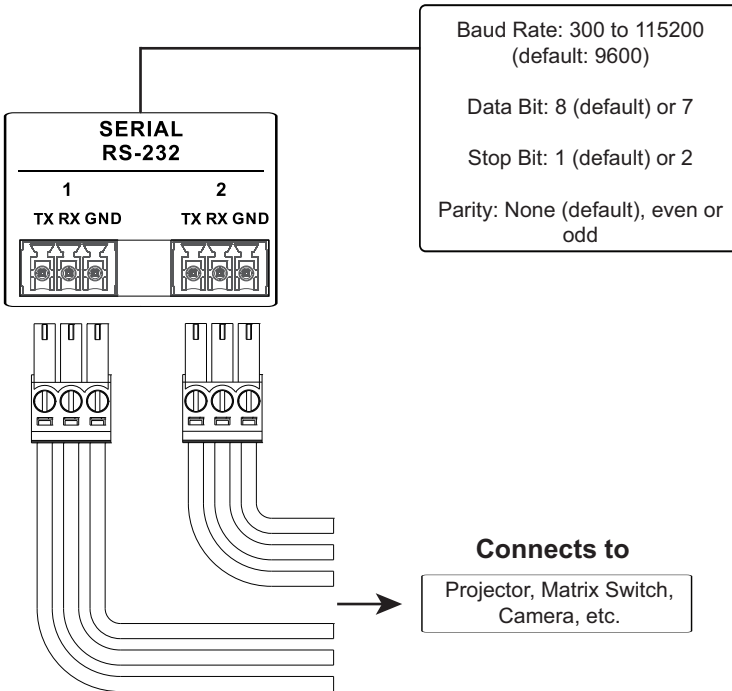 Baud Rate: 300 to 115200
(default: 9600)
Data Bit: 8 (default) or 7
Stop Bit: 1 (default) or 2
Parity: None (default), even or
odd
SERIAL
RS-232
1 2
TX RX GND TX RX GND
Connects to
Projector, Matrix Switch,
Camera, etc.